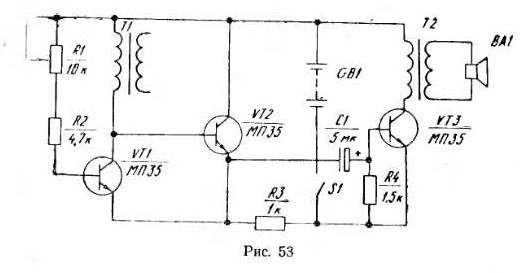 R1
10 к
R2
4,7к
T1
VT1
МП35
VT2
МП35
GB1
C1
5 мк
+
S1
R3
1 к
R4
1,5к
T2
BA1
VT3
МП35
Рис. 53